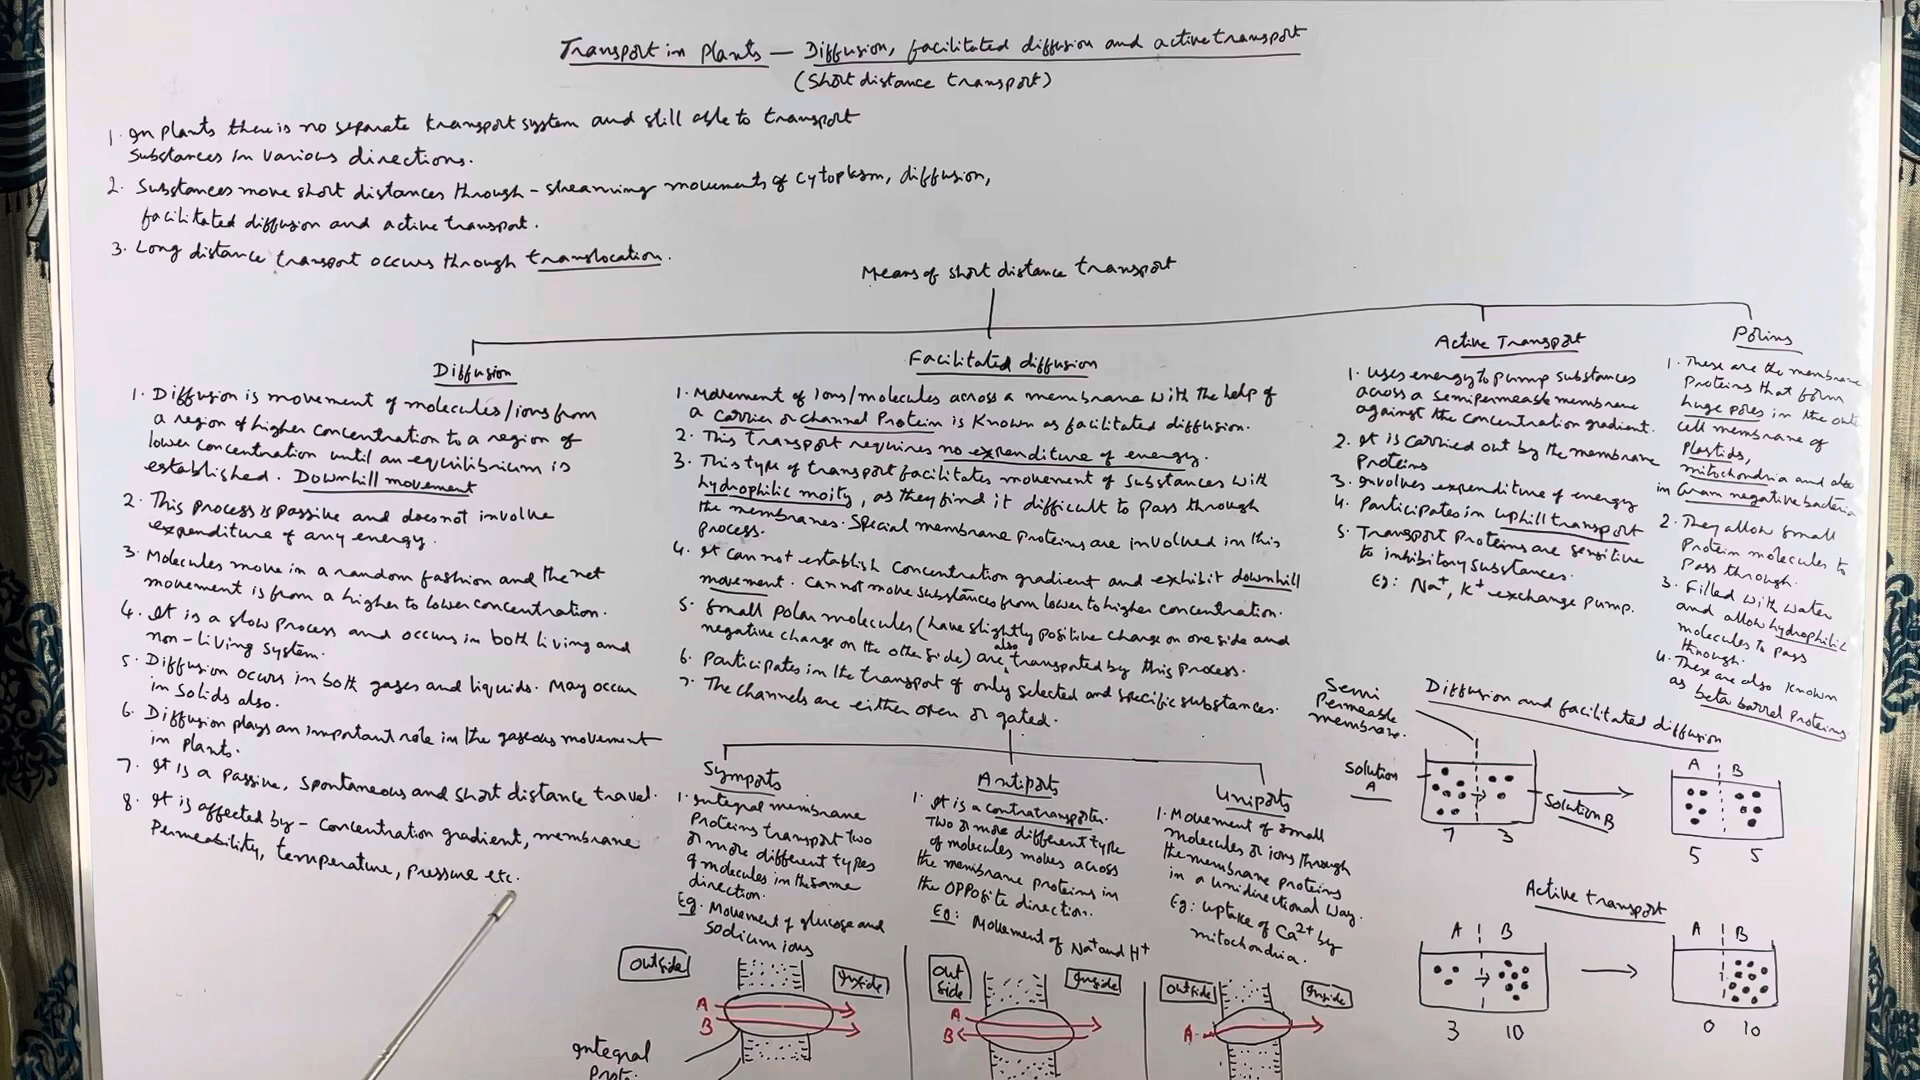 Transport in Plants — Diffusion, facilitated diffusion and active transport
(Short distance transport)
1. In plants there is no separate transport system and still able to transport
substances in various directions.
2. Substances move short distances through - streaming movements of cytoplasm, diffusion,
facilitated diffusion and active transport.
3. Long distance transport occurs through translocation.
Means of short distance transport
Diffusion
1. Diffusion is movement of molecules/ions from
a region of higher concentration to a region of
lower concentration until an equilibrium is
established. Downhill movement
2. This process is passive and does not involve
expenditure of any energy.
3. Molecules move in a random fashion and the net
movement is from a higher to lower concentration.
4. It is a slow process and occurs in both living and
non-living system.
5. Diffusion occurs in both gases and liquids. May occur
in solids also.
6. Diffusion plays an important role in the gaseous movement
in plants.
7. It is a passive, spontaneous and short distance travel.
8. It is affected by - Concentration gradient, membrane
Permeability, temperature, pressure etc.
Facilitated diffusion
1. Movement of ions/molecules across a membrane with the help of
a carrier or channel Protein is known as facilitated diffusion.
2. This transport requires no expenditure of energy.
3. This type of transport facilitates movement of substances with
hydrophilic moity, as they find it difficult to pass through
the membranes. Special membrane proteins are involved in this
process.
4. It can not establish concentration gradient and exhibit downhill
movement. Cannot move substances from lower to higher concentration.
5. Small polar molecules (have slightly positive charge on one side and
negative charge on the other side) are also transported by this process.
6. Participates in the transport of only selected and specific substances.
7. The channels are either open or gated.
Symports
1. Integral membrane
Proteins transport two
or more different types
of molecules in the same
direction.
Eg. Movement of glucose and
Sodium ions
Antiports
1. It is a contratransporter.
Two or more different type
of molecules moves across
the membrane proteins in
the opposite direction.
Eg: Movement of Na+ and H+
Uniports
1. Movement of small
molecules or ions through
the membrane proteins
in a unidirectional way.
Eg: uptake of Ca2+ by
mitochondria.
Active Transport
1. Uses energy to pump substances
across a semipermeable membrane
against the concentration gradient.
2. It is carried out by the membrane
Proteins
3. Involves expenditure of energy
4. Participates in uphill transport
5. Transport Proteins are sensitive
to inhibitory substances.
Eg: Na+, K+ exchange pump.
Porins
1. These are the membrane
Proteins that form
huge pores in the oute
cell membrane of
Plastids,
mitochondria and also
in Gram negative bacteria
2. They allow small
Protein molecules to
pass through.
3. Filled with water
and allow hydrophilic
molecules to pass
through.
4. These are also known
as beta barrel Proteins
Semi
Permeable
membrane.
Diffusion and facilitated diffusion
Solution
A
Solution B
7 3
A B
5 5
Active transport
A B
3 10
A B
0 10
Outside
Inside
A
B
Integral
Prote
Out
side
Inside
A
B
Outside
Inside
A